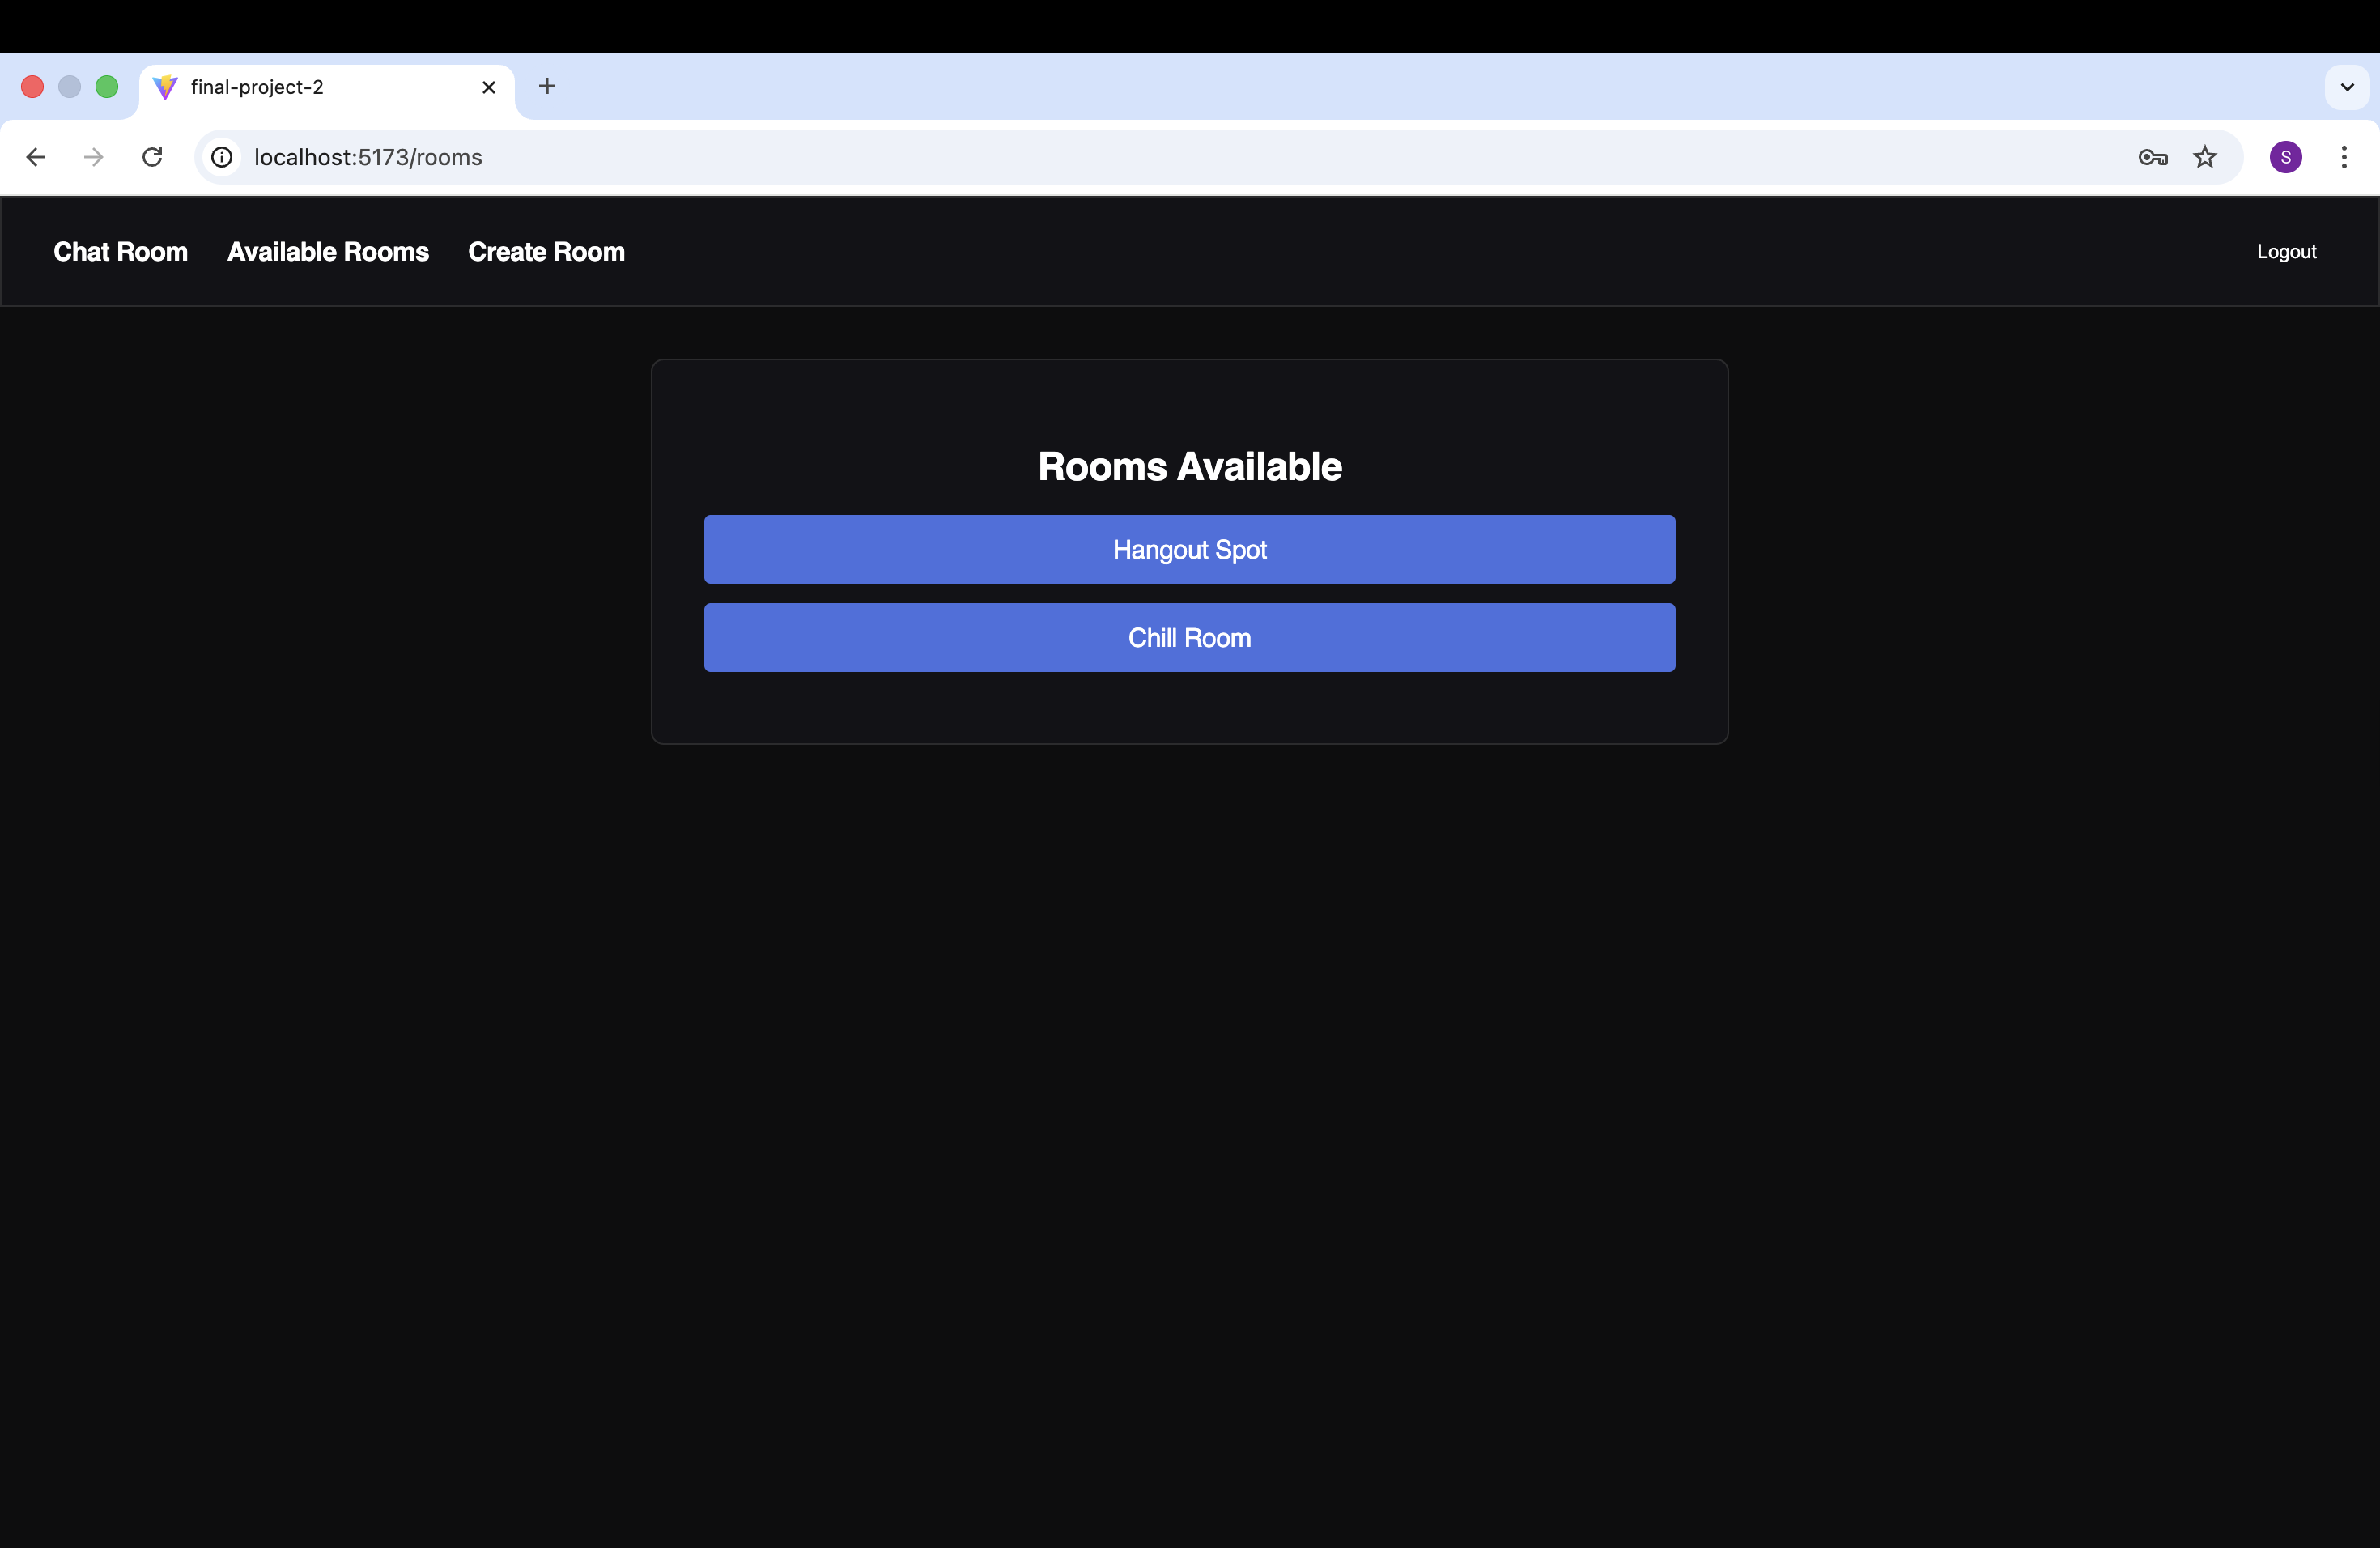 final-project-2
localhost:5173/rooms
S
Chat Room Available Rooms Create Room Logout
Rooms Available
Hangout Spot
Chill Room